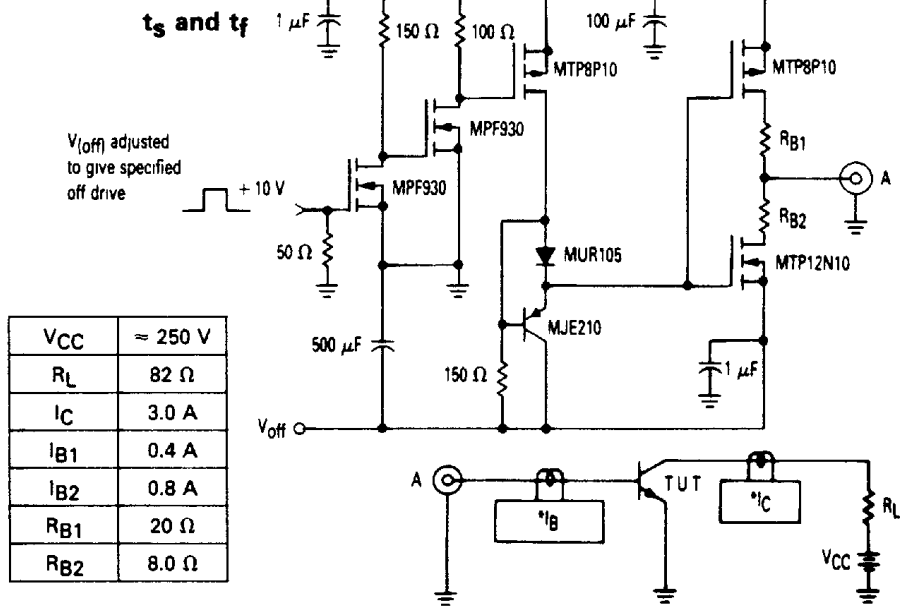 ts and tf
1 μF
150 Ω
100 Ω
MTP8P10
100 μF
MTP8P10
V(off) adjusted
to give specified
off drive
+ 10 V
MPF930
MPF930
RB1
A
RB2
50 Ω
MUR105
MTP12N10
MJE210
500 μF
150 Ω
1 μF
Voff
VCC ≈ 250 V
RL 82 Ω
IC 3.0 A
IB1 0.4 A
IB2 0.8 A
RB1 20 Ω
RB2 8.0 Ω
A
*IB
TUT
*IC
RL
VCC